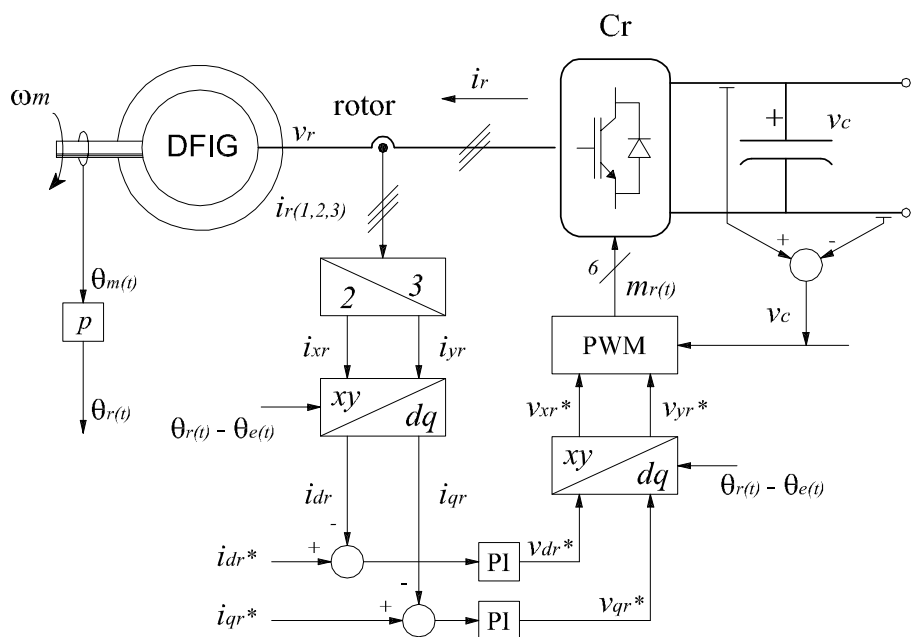 Cr
ωm
rotor
ir
DFIG
vr
+
vc
ir(1,2,3)
θm(t)
p
θr(t)
2
3
6
mr(t)
+
-
vc
PWM
ixr
iyr
vxr*
vyr*
xy
dq
θr(t) - θe(t)
xy
dq
θr(t) - θe(t)
idr
iqr
-
+
idr*
PI
vdr*
-
+
iqr*
PI
vqr*